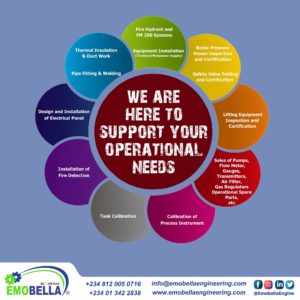 Fire Hydrant and
FM 200 Systems
Equipment Installation
(Technical/Manpower Supply)
Boiler Pressure
Vessel Inspection
and Certification
Safety Valve Testing
and Certification
Lifting Equipment
Inspection and
Certification
Sales of Pumps,
Flow Meter,
Gauges,
Transmitters,
Air Filter,
Gas Regulators
Operational Spare
Parts,
etc.
Calibration of
Process Instrument
Tank Calibration
Installation of
Fire Detection
Design and Installation
of Electrical Panel
Thermal Insulation
& Duct Work
Pipe Fitting & Welding
WE ARE
HERE TO
SUPPORT YOUR
OPERATIONAL
NEEDS
EMOBELLA
+234 812 005 0716
+234 01 342 2838
info@emobellaengineering.com
www.emobellaengineering.com
@EmobellaEngine